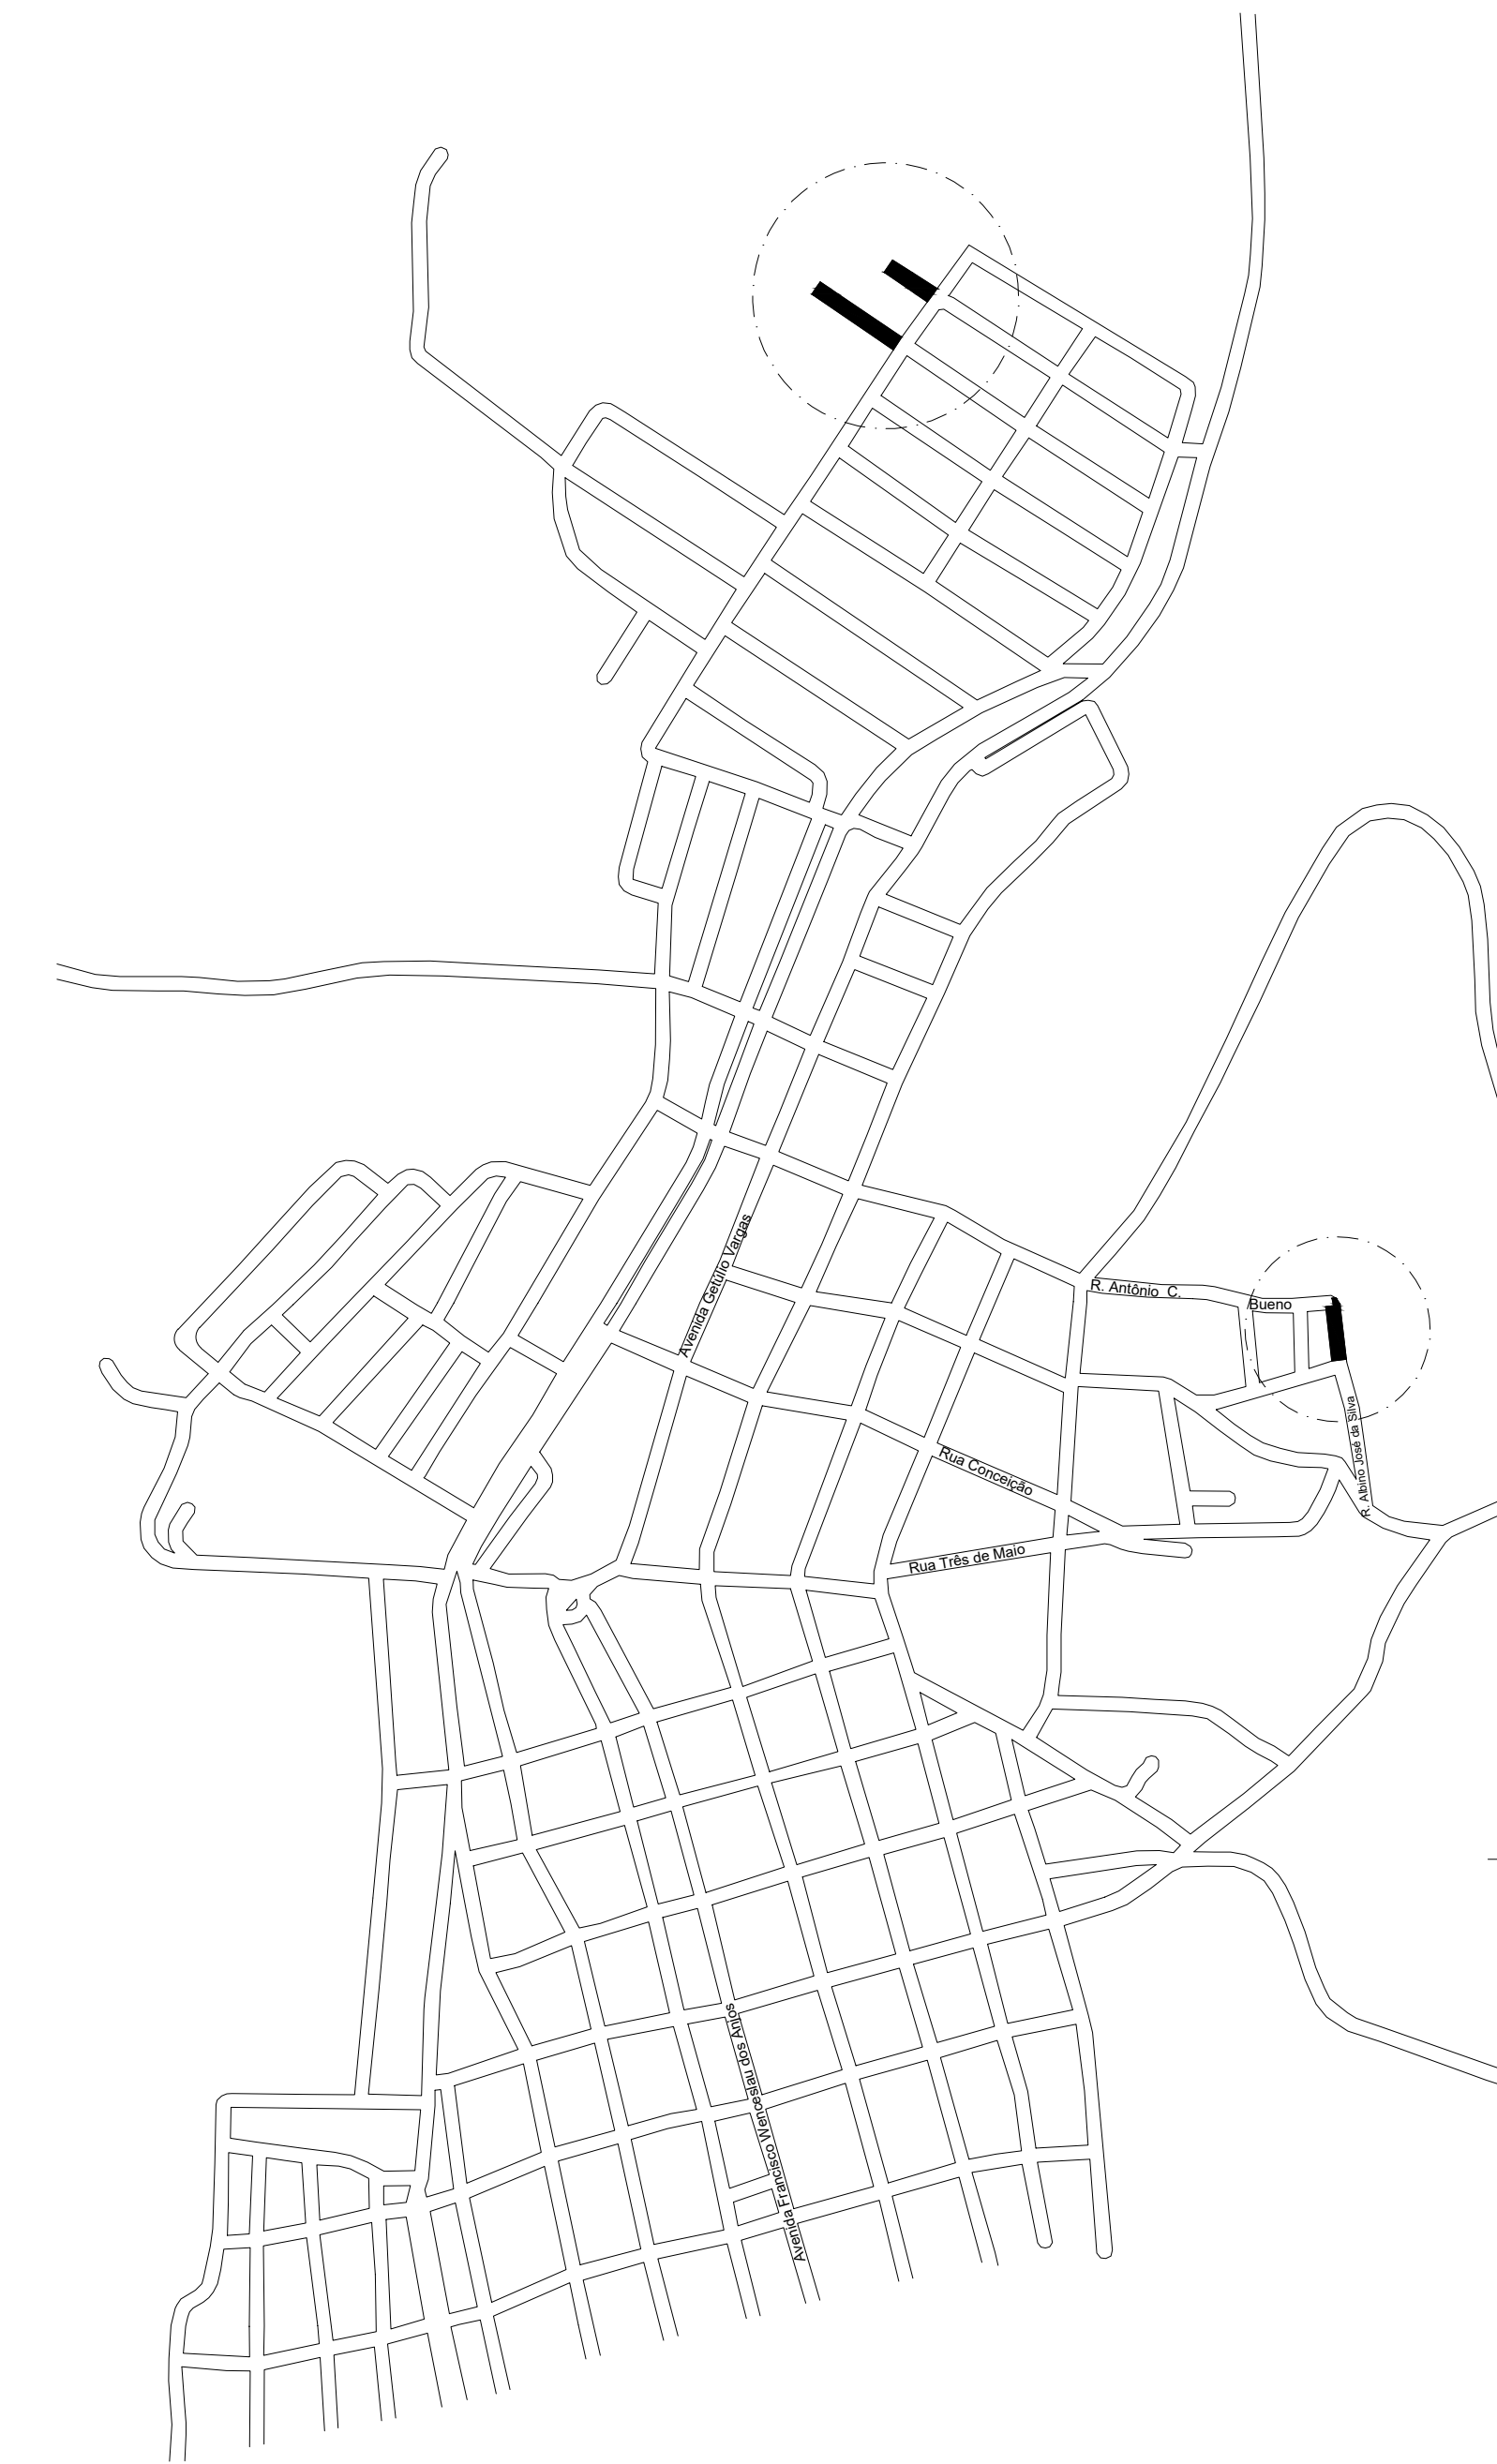 Avenida Getúlio Vargas
R. Antônio C.
Bueno
R. Albino José da Silva
Rua Conceição
Rua Três de Maio
Avenida Francisco Wenceslau dos Anjos